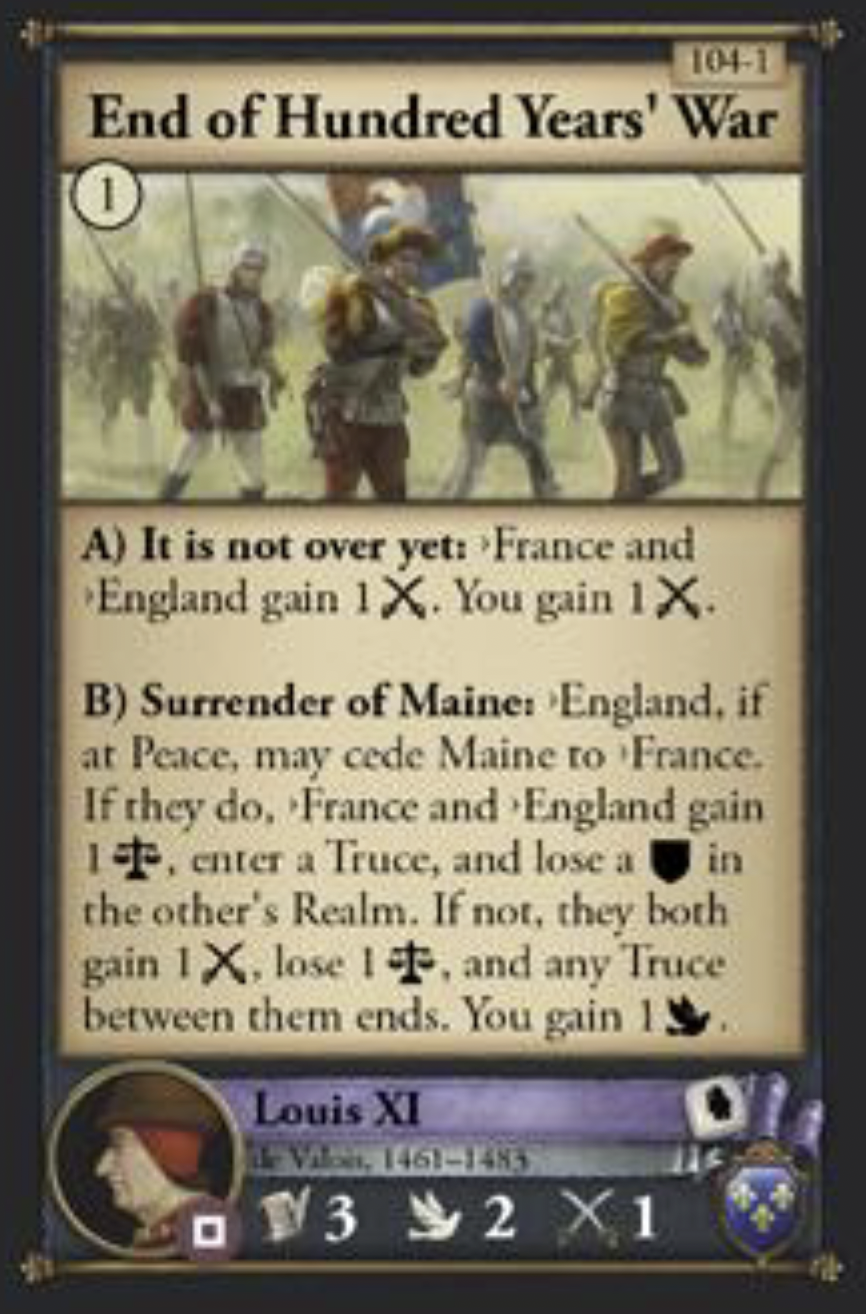 104-1
End of Hundred Years' War
1
A) It is not over yet: ›France and
›England gain 1 . You gain 1 .
B) Surrender of Maine: ›England, if
at Peace, may cede Maine to ›France.
If they do, ›France and ›England gain
1 , enter a Truce, and lose a in
the other's Realm. If not, they both
gain 1 , lose 1 , and any Truce
between them ends. You gain 1 .
Louis XI
de Valois, 1461–1483
3 2 1